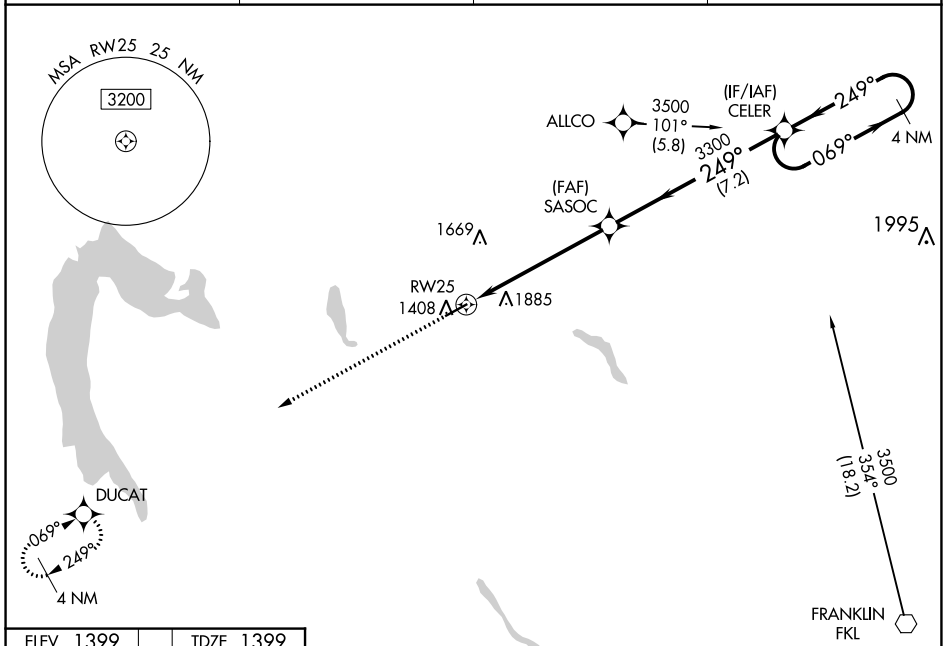 MSA RW25 25 NM
3200
ALLCO
3500
101°
(5.8)
(IF/IAF)
CELER
249°
069°
4 NM
3300
249°
(7.2)
(FAF)
SASOC
1669
1995
RW25
1408
1885
DUCAT
069°
249°
4 NM
3500
354°
(18.2)
FRANKLIN
FKL
ELEV 1399 TDZE 1399